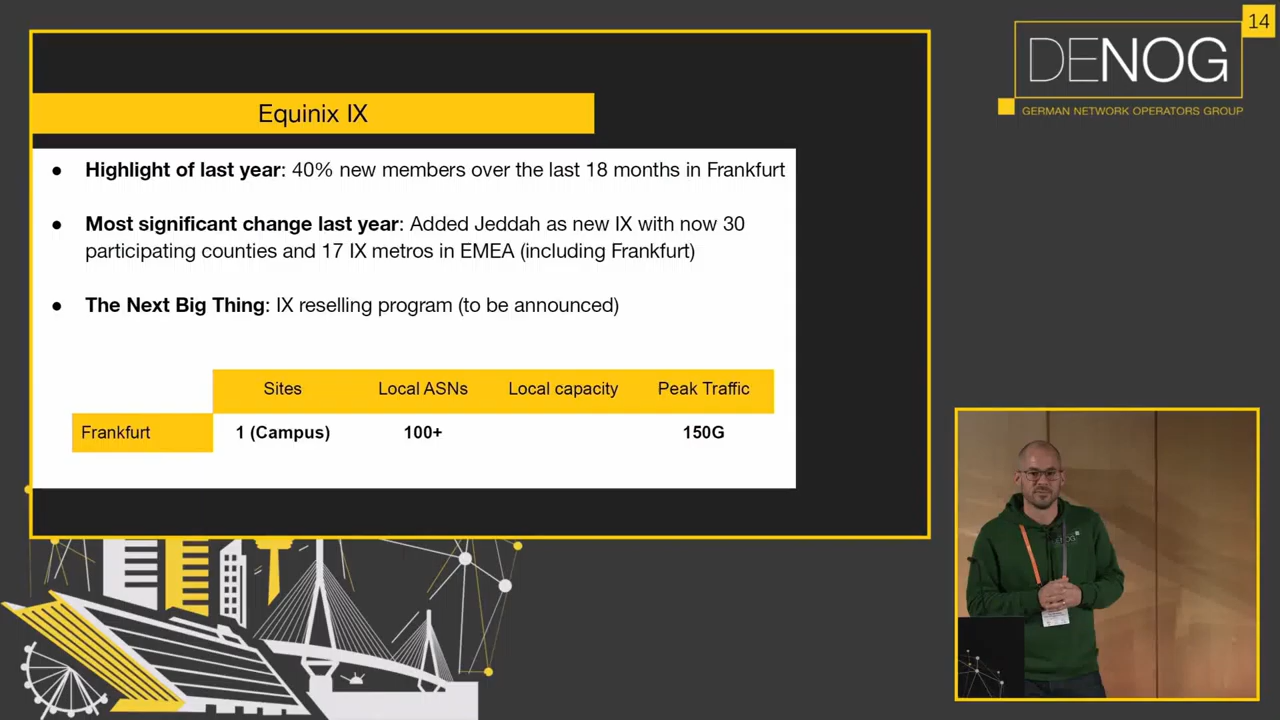 14
DENOG
GERMAN NETWORK OPERATORS GROUP
Equinix IX
● Highlight of last year: 40% new members over the last 18 months in Frankfurt
● Most significant change last year: Added Jeddah as new IX with now 30
participating counties and 17 IX metros in EMEA (including Frankfurt)
● The Next Big Thing: IX reselling program (to be announced)
Sites Local ASNs Local capacity Peak Traffic
Frankfurt 1 (Campus) 100+ 150G
DENOG